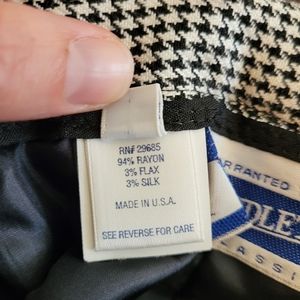 RN# 29685
94% RAYON
3% FLAX
3% SILK
MADE IN U.S.A.
SEE REVERSE FOR CARE